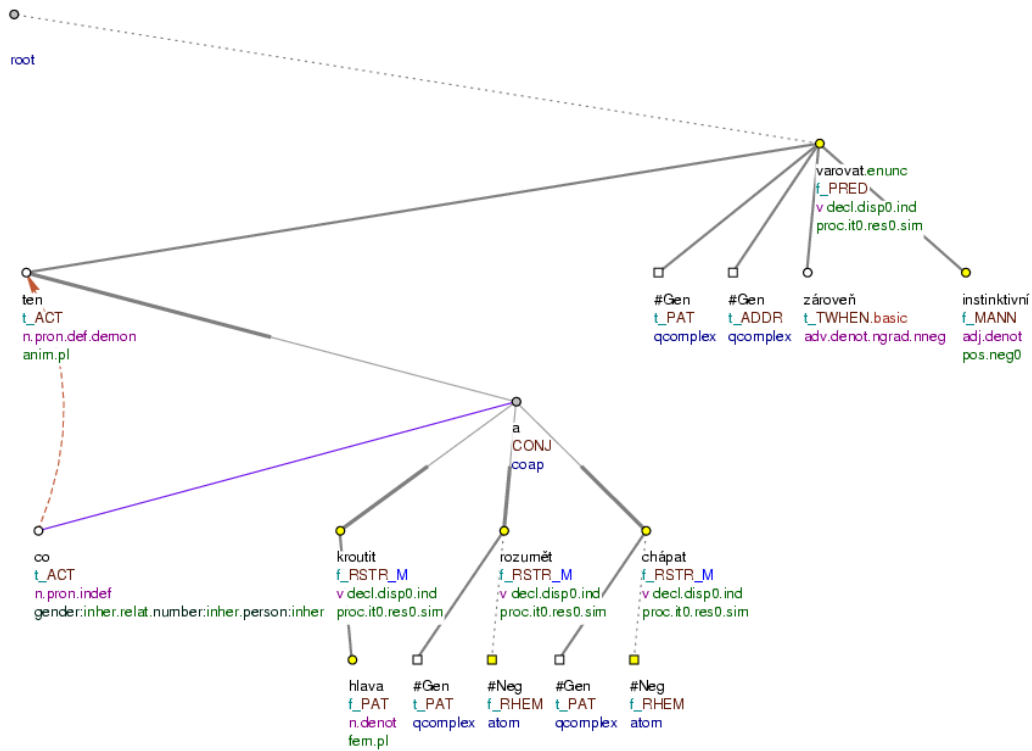 root
varovat.enunc
f_PRED
v decl.disp0.ind
proc.it0.res0.sim
ten
t_ACT
n.pron.def.demon
anim.pl
#Gen
t_PAT
qcomplex
#Gen
t_ADDR
qcomplex
zároveň
t_TWHEN.basic
adv.denot.ngrad.nneg
instinktivní
f_MANN
adj.denot
pos.neg0
a
CONJ
coap
co
t_ACT
n.pron.indef
gender:inher.relat.number:inher.person:inher
kroutit
f_RSTR_M
v decl.disp0.ind
proc.it0.res0.sim
rozumět
f_RSTR_M
v decl.disp0.ind
proc.it0.res0.sim
chápat
f_RSTR_M
v decl.disp0.ind
proc.it0.res0.sim
hlava
f_PAT
n.denot
fem.pl
#Gen
t_PAT
qcomplex
#Neg
f_RHEM
atom
#Gen
t_PAT
qcomplex
#Neg
f_RHEM
atom